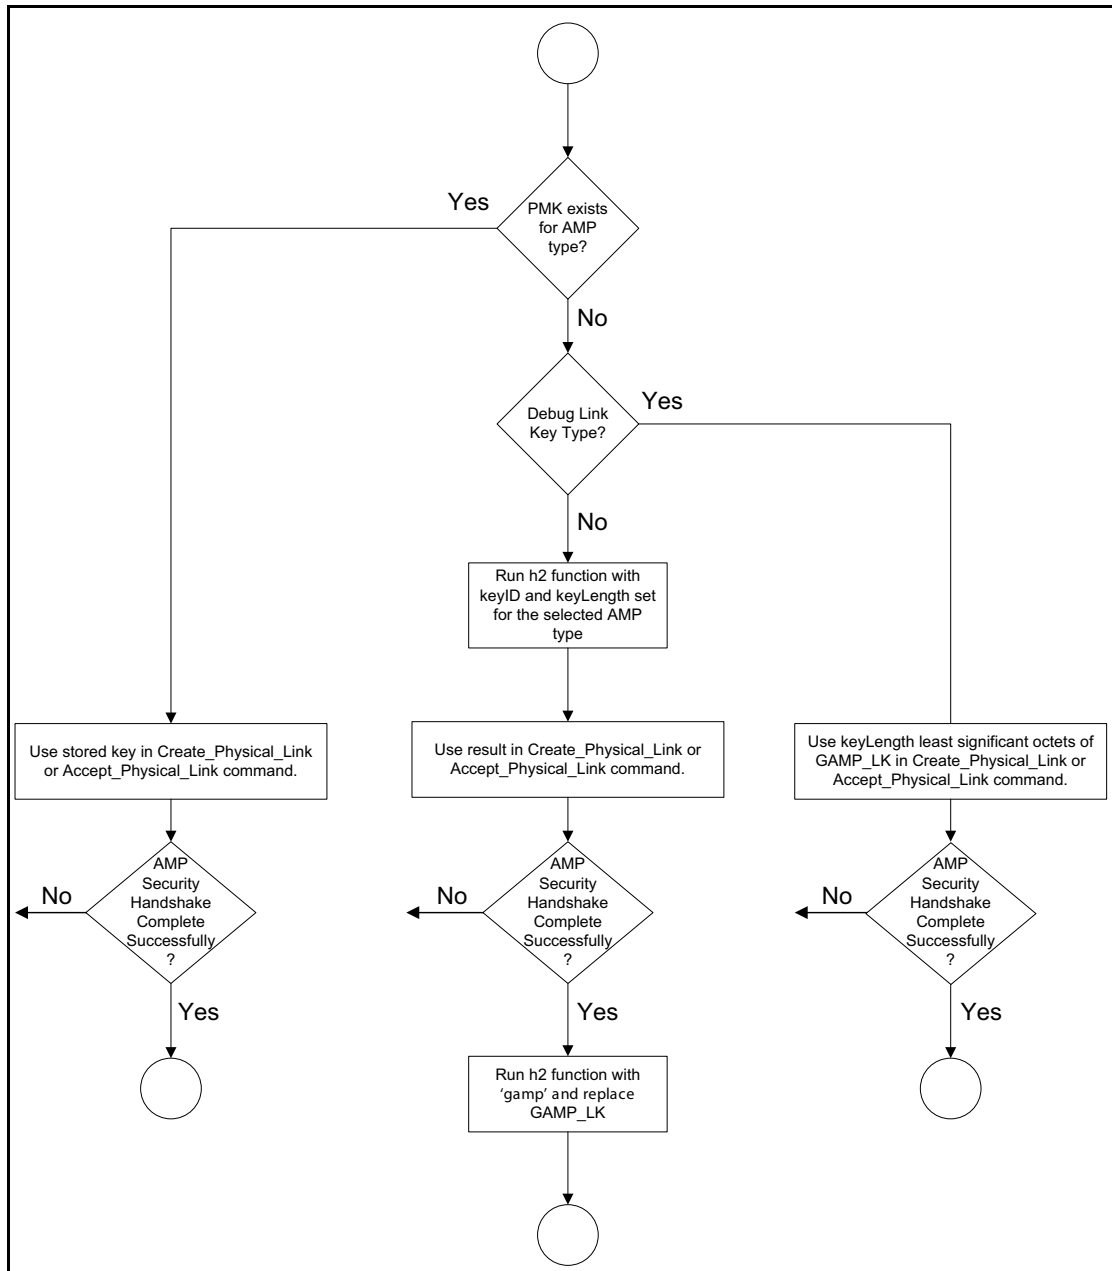 Yes
PMK exists
for AMP
type?
No
Debug Link
Key Type?
Yes
No
Run h2 function with
keyID and keyLength set
for the selected AMP
type
Use stored key in Create_Physical_Link
or Accept_Physical_Link command.
Use result in Create_Physical_Link or
Accept_Physical_Link command.
Use keyLength least significant octets of
GAMP_LK in Create_Physical_Link or
Accept_Physical_Link command.
No
AMP
Security
Handshake
Complete
Successfully
?
Yes
No
AMP
Security
Handshake
Complete
Successfully
?
Yes
No
AMP
Security
Handshake
Complete
Successfully
?
Yes
Run h2 function with
‘gamp’ and replace
GAMP_LK